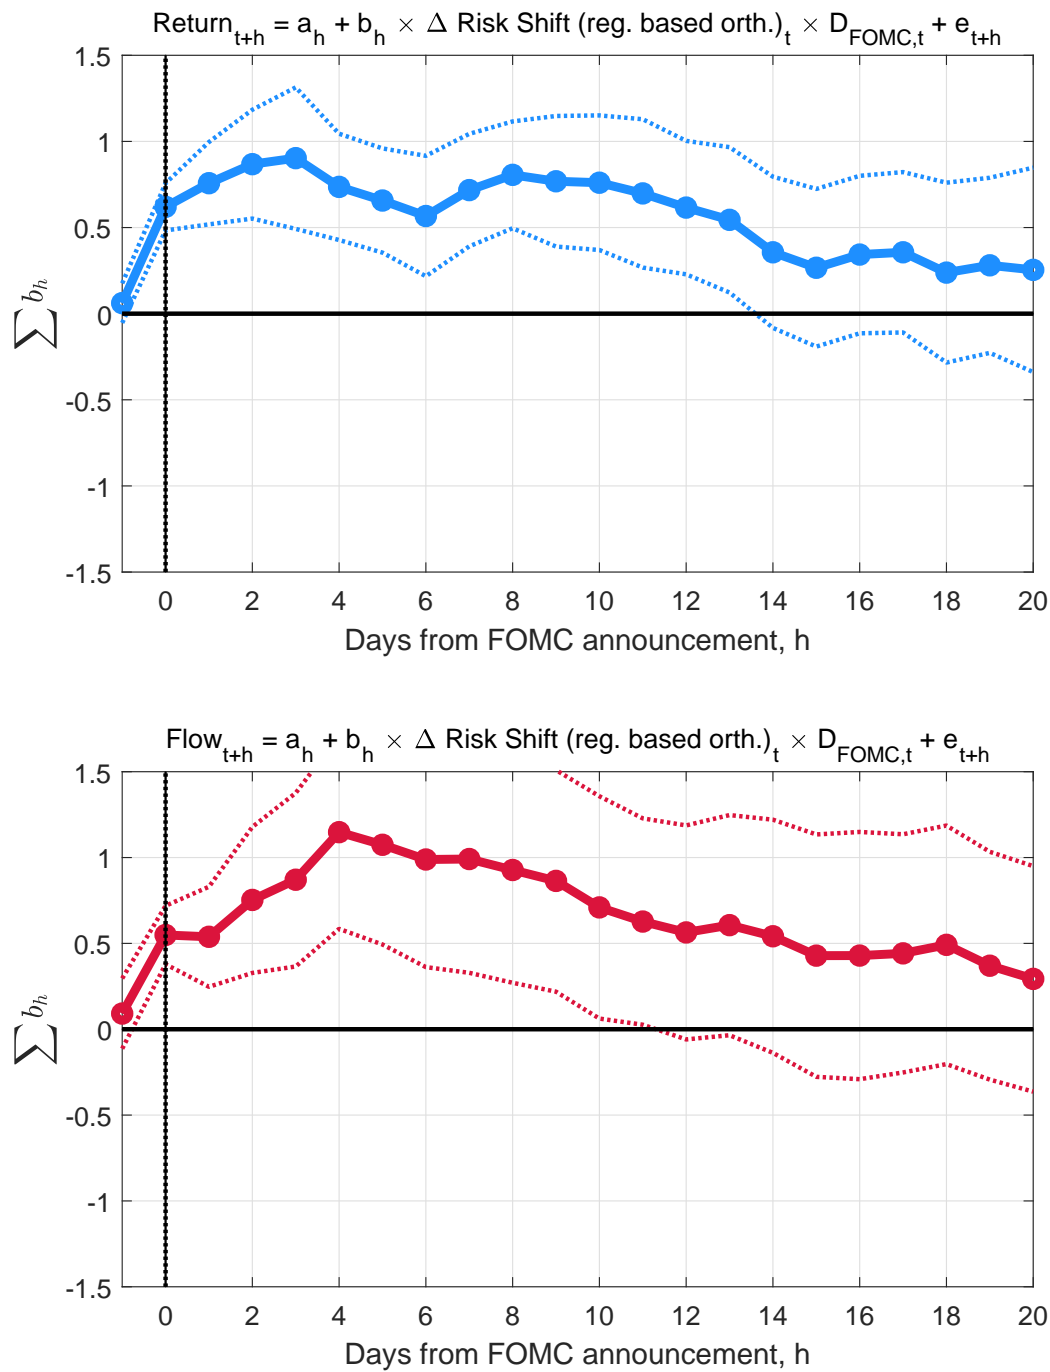 Return_{t+h} = a_h + b_h × Δ Risk Shift (reg. based orth.)_t × D_{FOMC,t} + e_{t+h}
1.5
1
0.5
0
-0.5
-1
-1.5
∑ b_h
0 2 4 6 8 10 12 14 16 18 20
Days from FOMC announcement, h
Flow_{t+h} = a_h + b_h × Δ Risk Shift (reg. based orth.)_t × D_{FOMC,t} + e_{t+h}
1.5
1
0.5
0
-0.5
-1
-1.5
∑ b_h
0 2 4 6 8 10 12 14 16 18 20
Days from FOMC announcement, h